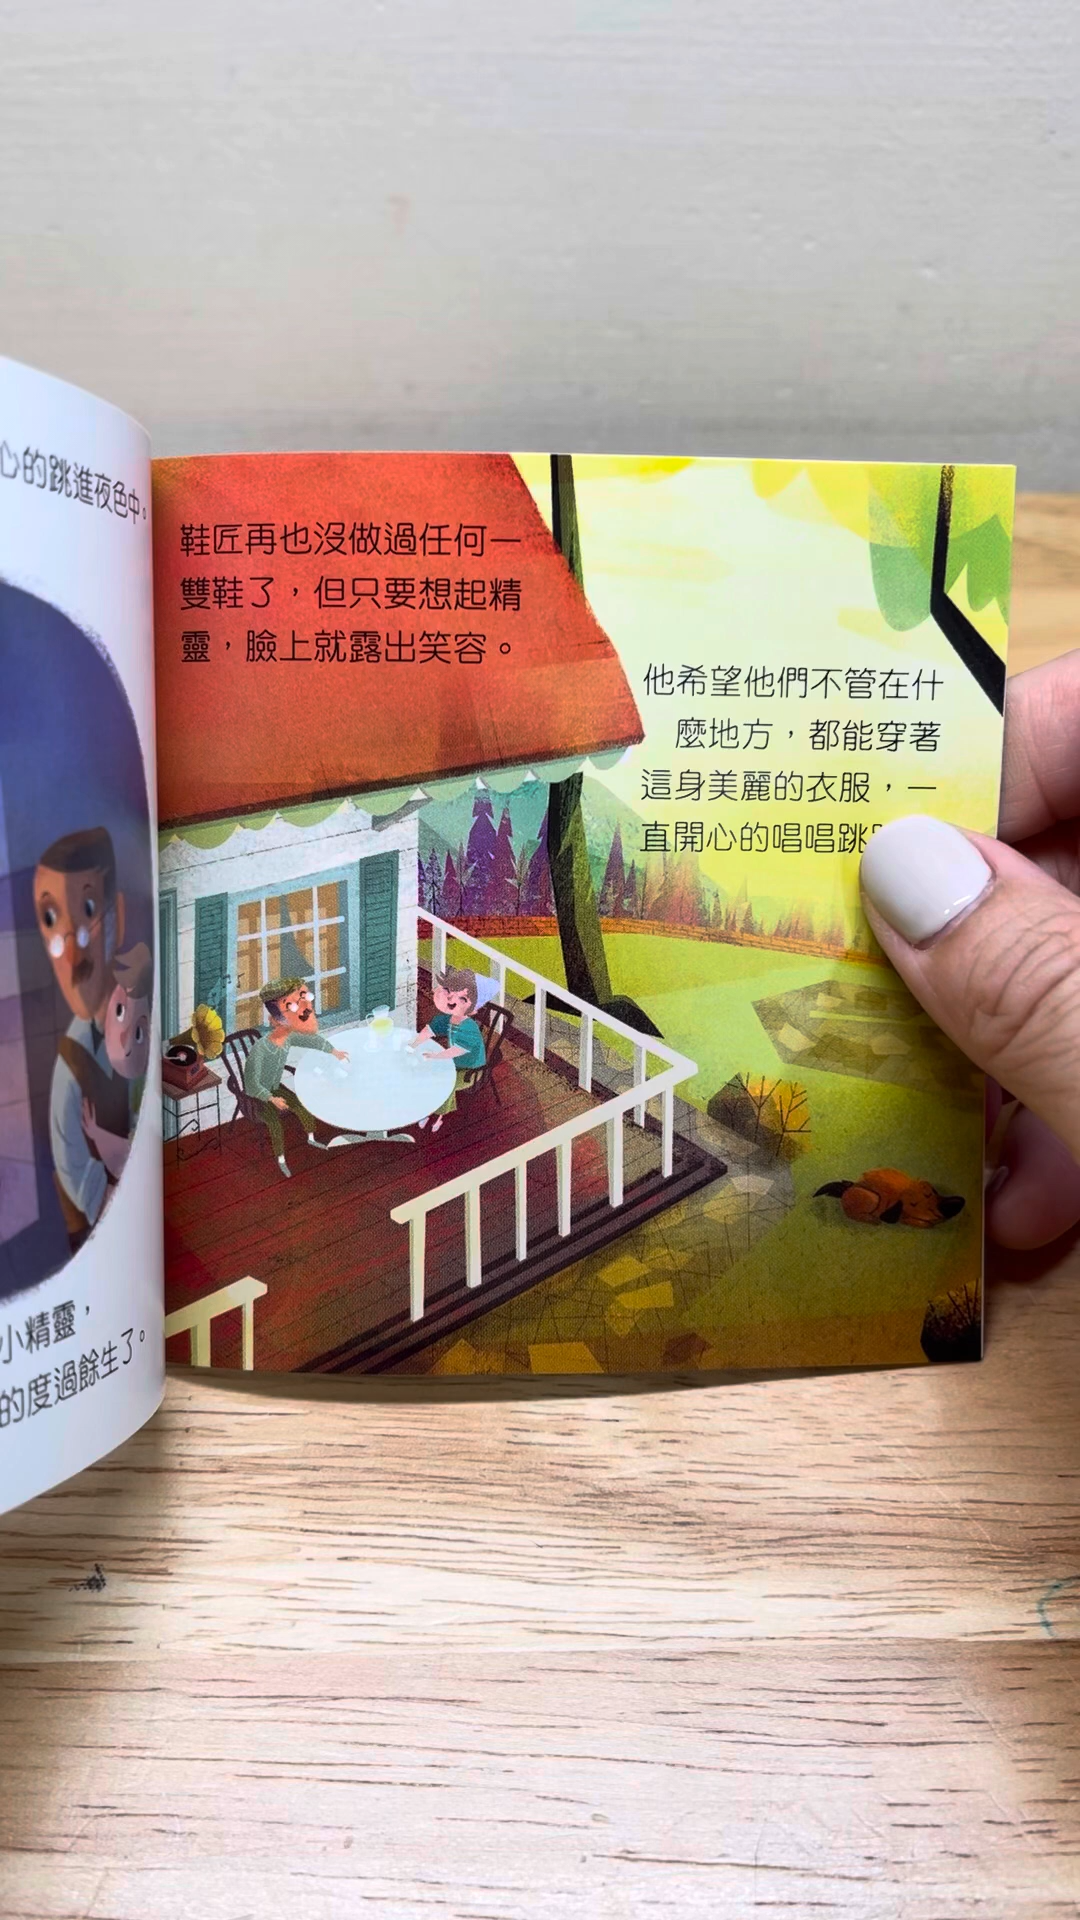 心的跳進夜色中。
小精靈，
的度過餘生了。
鞋匠再也沒做過任何一
雙鞋了，但只要想起精
靈，臉上就露出笑容。
他希望他們不管在什
麼地方，都能穿著
這身美麗的衣服，一
直開心的唱唱跳